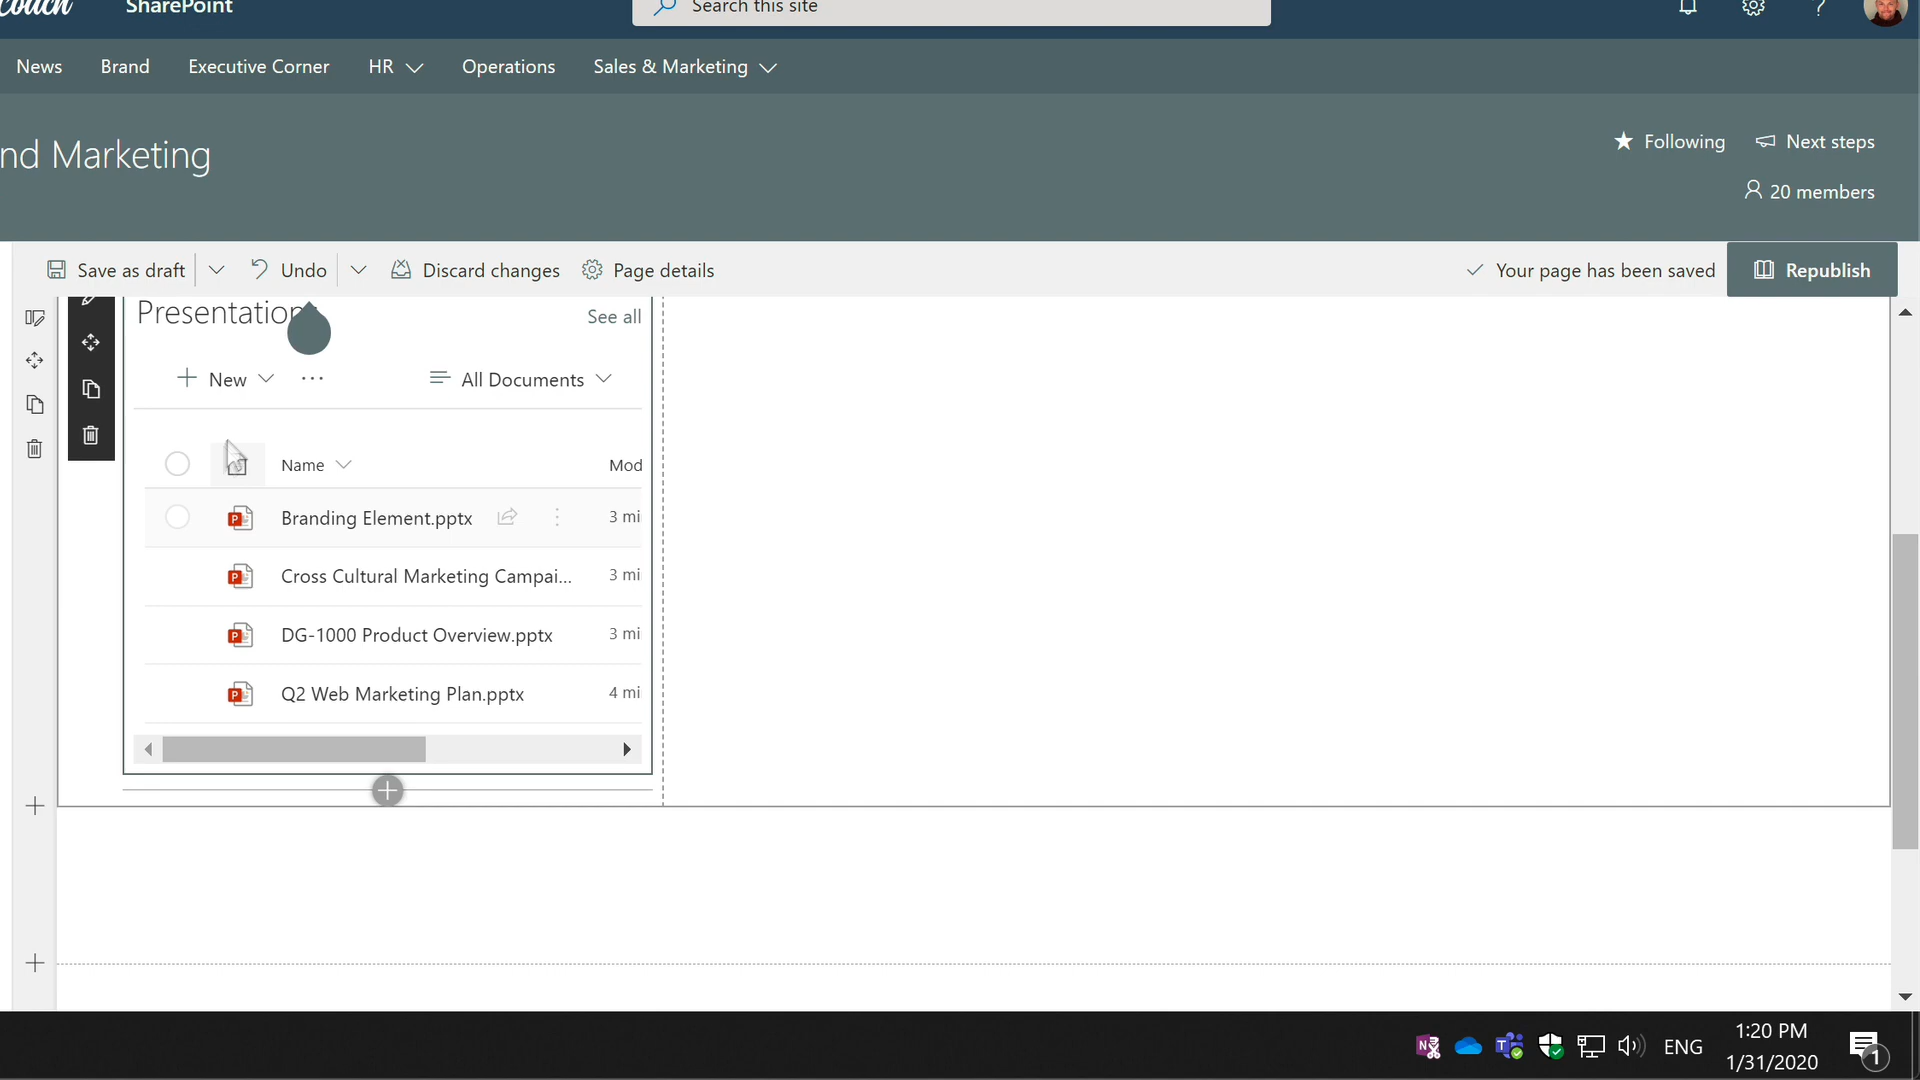 Couch
SharePoint
Search this site
News
Brand
Executive Corner
HR
Operations
Sales & Marketing
nd Marketing
Following
Next steps
20 members
Save as draft
Undo
Discard changes
Page details
Your page has been saved
Republish
Presentation
See all
New
All Documents
Name
Mod
Branding Element.pptx
3 mi
Cross Cultural Marketing Campai...
3 mi
DG-1000 Product Overview.pptx
3 mi
Q2 Web Marketing Plan.pptx
4 mi
ENG
1:20 PM
1/31/2020
1